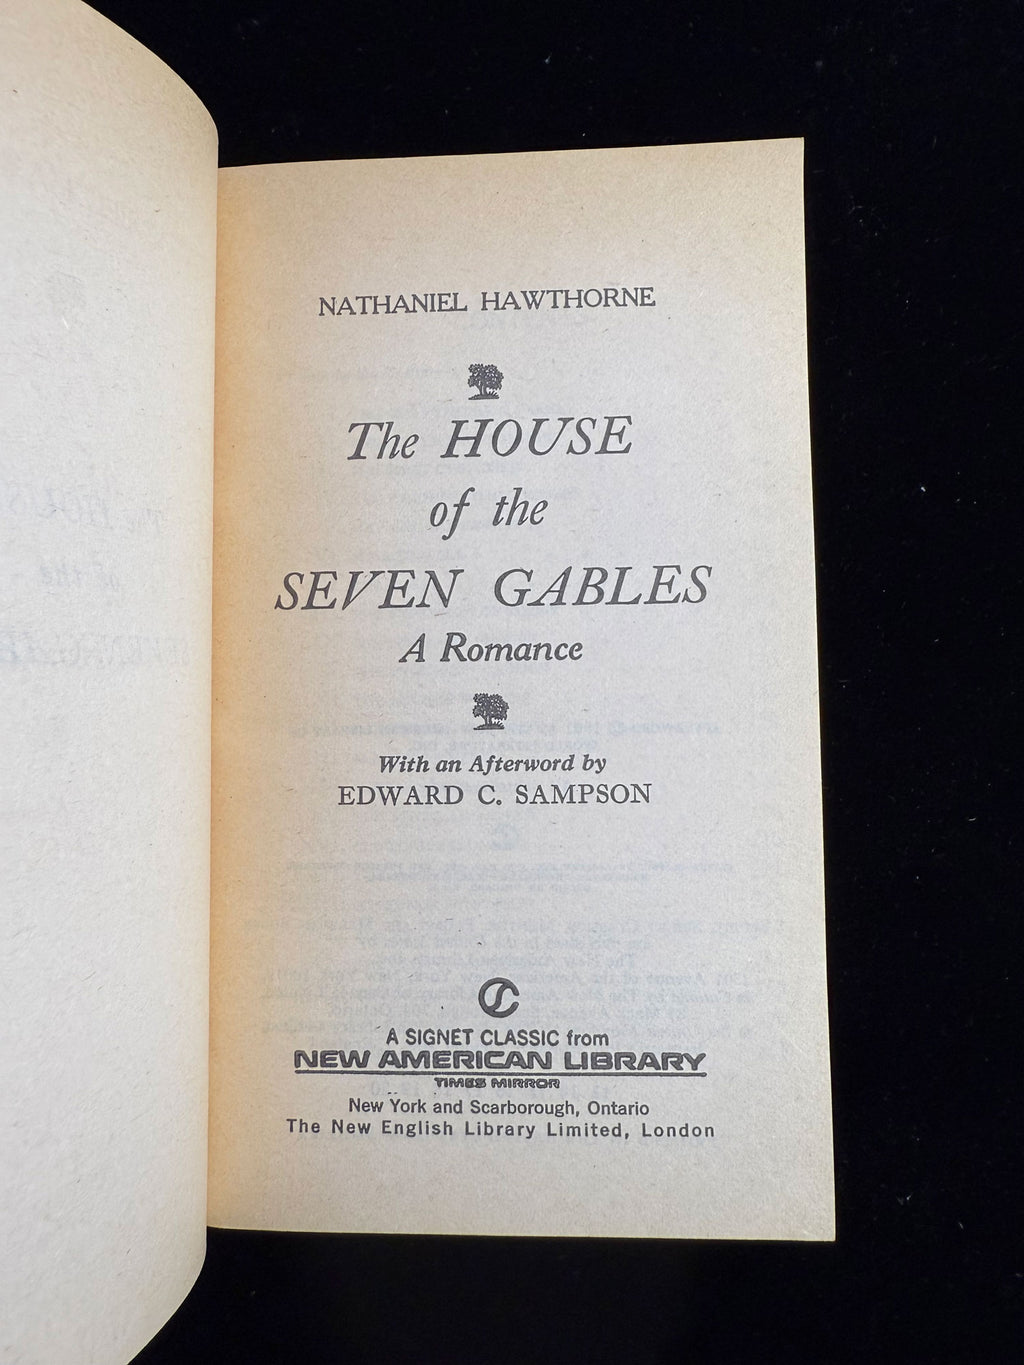 NATHANIEL HAWTHORNE
The HOUSE
of the
SEVEN GABLES
A Romance
With an Afterword by
EDWARD C. SAMPSON
A SIGNET CLASSIC from
NEW AMERICAN LIBRARY
TIMES MIRROR
New York and Scarborough, Ontario
The New English Library Limited, London